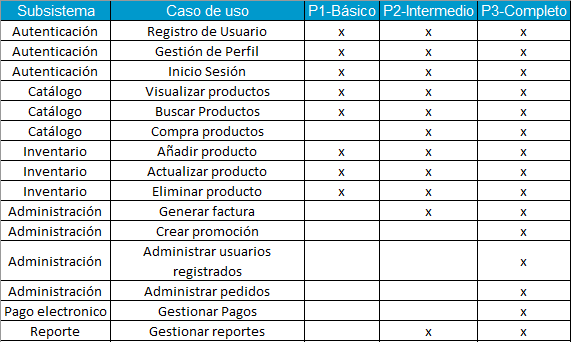 Subsistema Caso de uso P1-Básico P2-Intermedio P3-Completo
Autenticación Registro de Usuario x x x
Autenticación Gestión de Perfil x x x
Autenticación Inicio Sesión x x x
Catálogo Visualizar productos x x x
Catálogo Buscar Productos x x x
Catálogo Compra productos x x
Inventario Añadir producto x x x
Inventario Actualizar producto x x x
Inventario Eliminar producto x x x
Administración Generar factura x x
Administración Crear promoción x
Administración Administrar usuarios
registrados x
Administración Administrar pedidos x
Pago electronico Gestionar Pagos x
Reporte Gestionar reportes x x